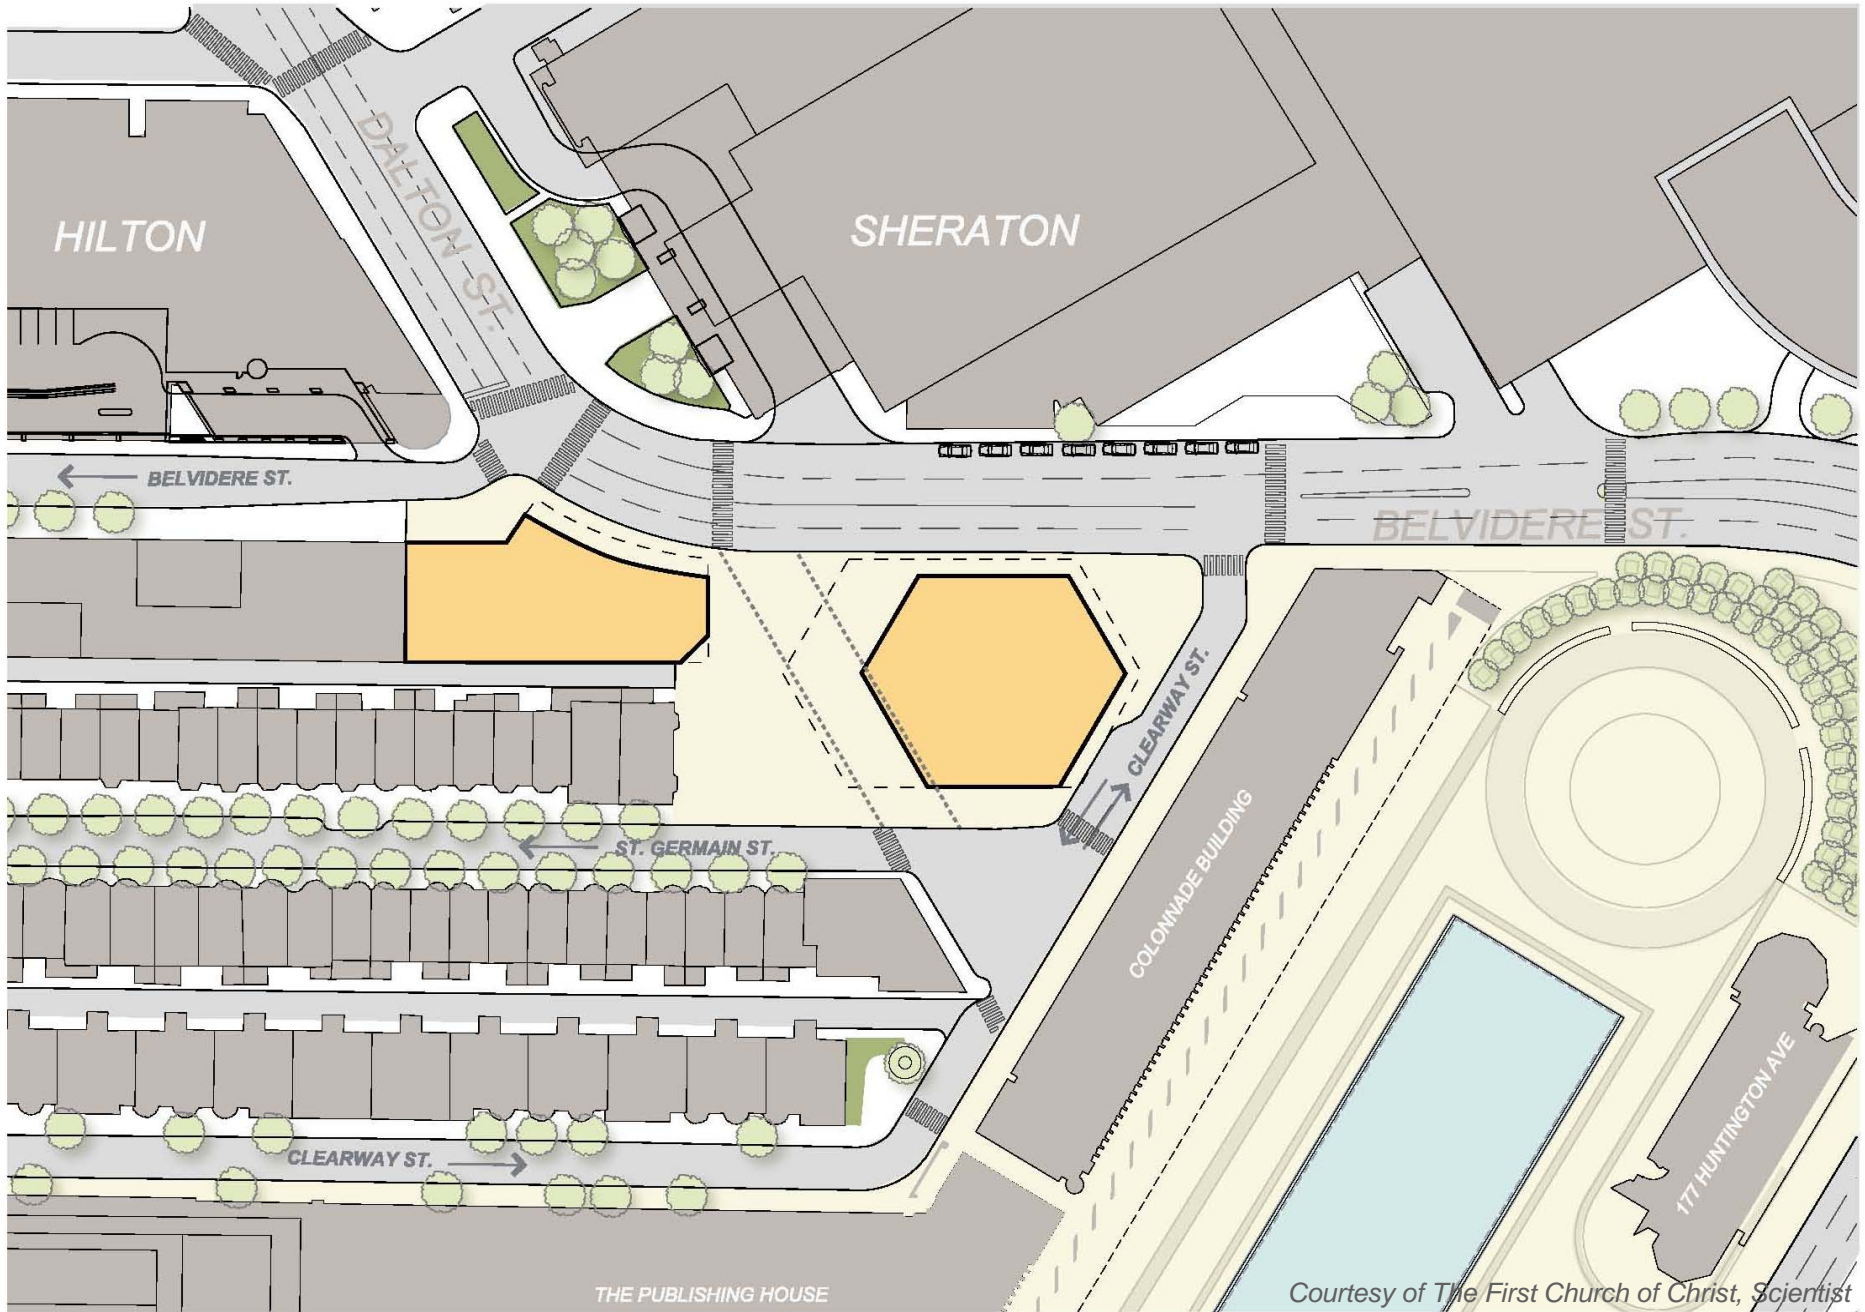 DALTON ST.
HILTON
SHERATON
BELVIDERE ST.
BELVIDERE ST.
CLEARWAY ST.
ST. GERMAIN ST.
COLONNADE BUILDING
177 HUNTINGTON AVE
CLEARWAY ST.
THE PUBLISHING HOUSE
Courtesy of The First Church of Christ, Scientist